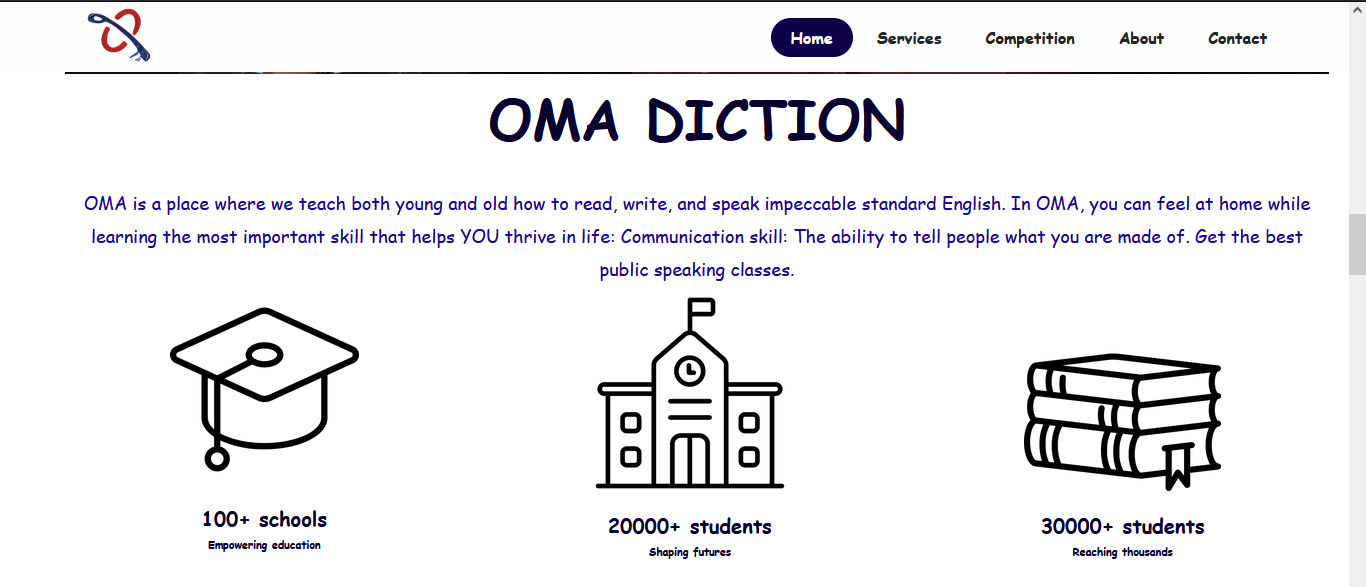 Home Services Competition About Contact
OMA DICTION
OMA is a place where we teach both young and old how to read, write, and speak impeccable standard English. In OMA, you can feel at home while
learning the most important skill that helps YOU thrive in life: Communication skill: The ability to tell people what you are made of. Get the best
public speaking classes.
100+ schools
Empowering education
20000+ students
Shaping futures
30000+ students
Reaching thousands